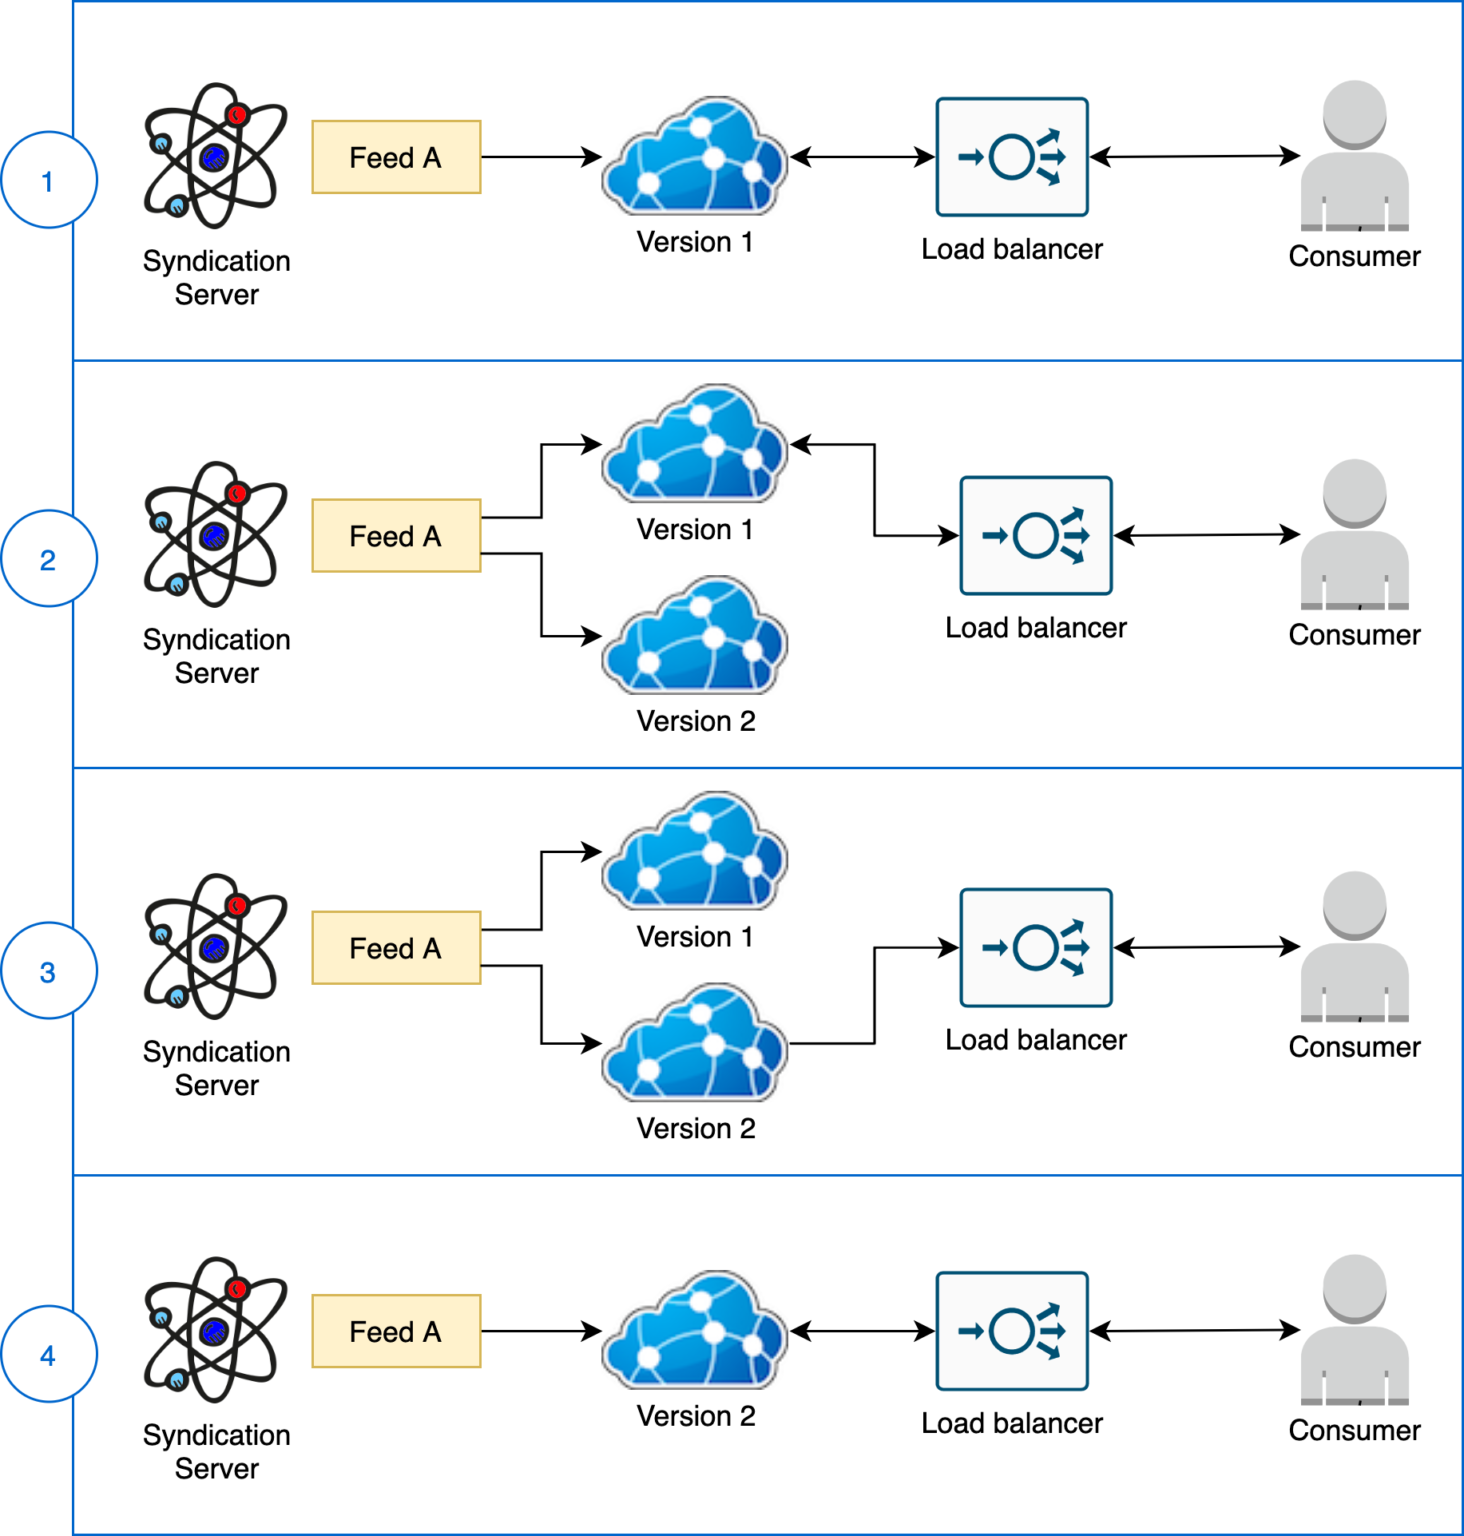 1
Feed A
Version 1
Load balancer
Consumer
Syndication
Server
2
Feed A
Version 1
Version 2
Load balancer
Consumer
Syndication
Server
3
Feed A
Version 1
Version 2
Load balancer
Consumer
Syndication
Server
4
Feed A
Version 2
Load balancer
Consumer
Syndication
Server